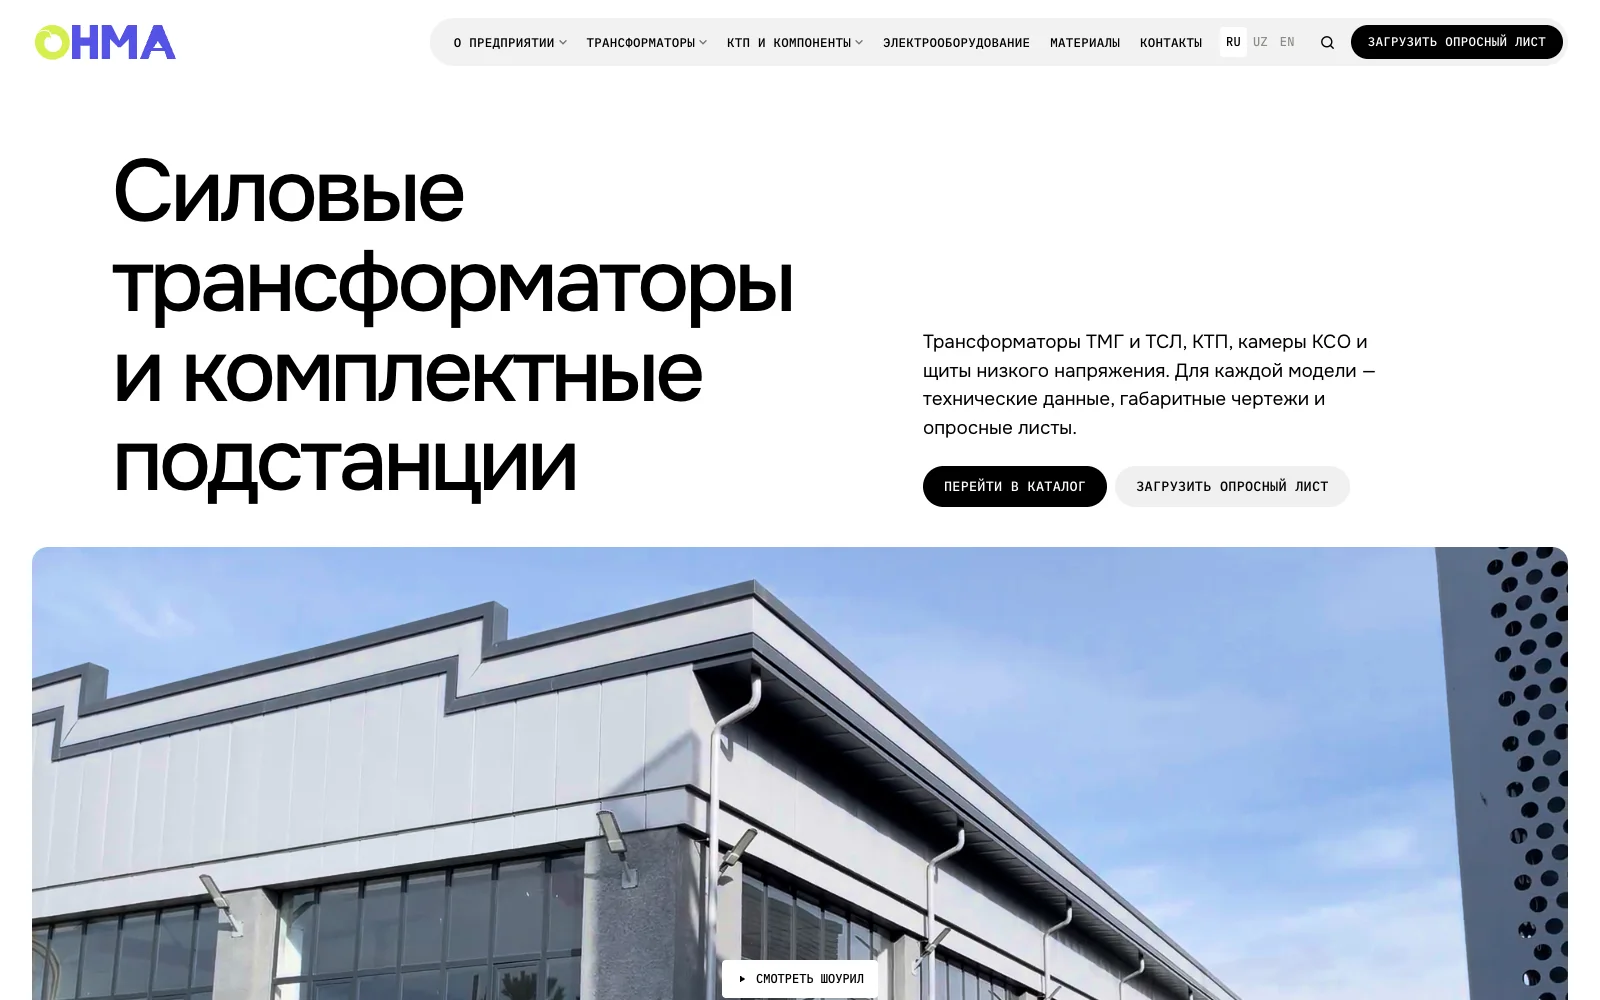 OHMA
О ПРЕДПРИЯТИИ
ТРАНСФОРМАТОРЫ
КТП И КОМПОНЕНТЫ
ЭЛЕКТРООБОРУДОВАНИЕ
МАТЕРИАЛЫ
КОНТАКТЫ
RU UZ EN
ЗАГРУЗИТЬ ОПРОСНЫЙ ЛИСТ
Силовые
трансформаторы
и комплектные
подстанции
Трансформаторы ТМГ и ТСЛ, КТП, камеры КСО и
щиты низкого напряжения. Для каждой модели —
технические данные, габаритные чертежи и
опросные листы.
ПЕРЕЙТИ В КАТАЛОГ
ЗАГРУЗИТЬ ОПРОСНЫЙ ЛИСТ
СМОТРЕТЬ ШОУРИЛ